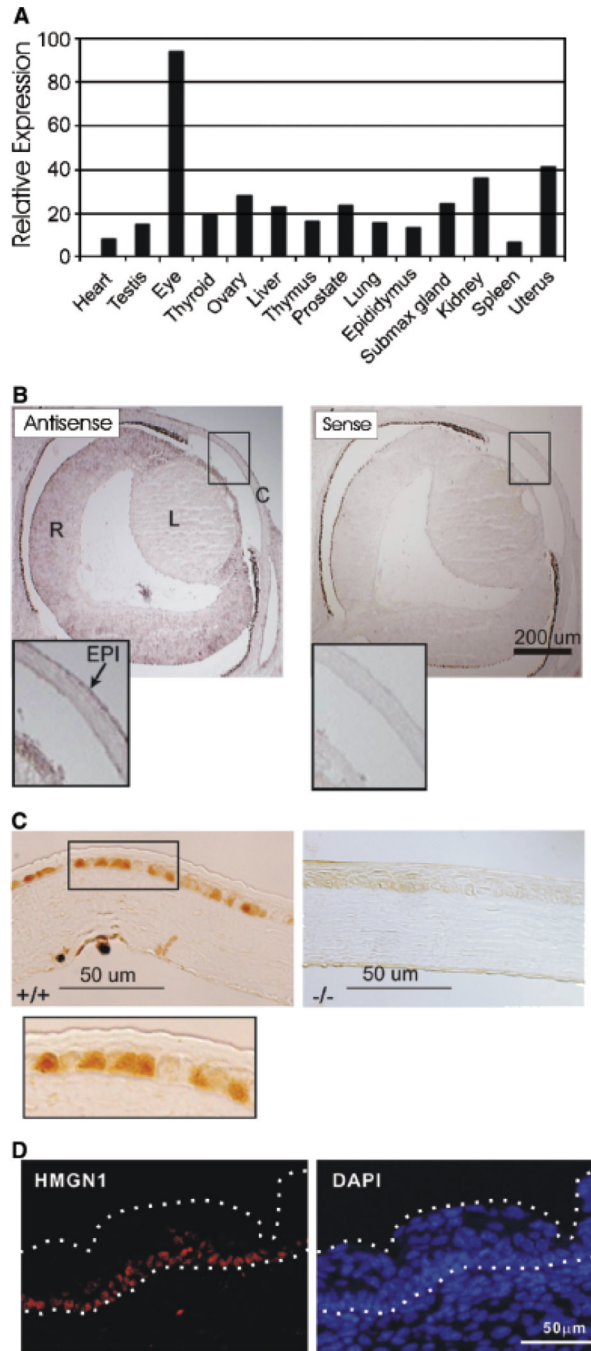 A
Relative Expression
100
80
60
40
20
0
Heart
Testis
Eye
Thyroid
Ovary
Liver
Thymus
Prostate
Lung
Epididymus
Submax gland
Kidney
Spleen
Uterus
B
Antisense
R
L
C
EPI
Sense
200 um
C
50 um
+/+
50 um
-/-
D
HMGN1
DAPI
50µm